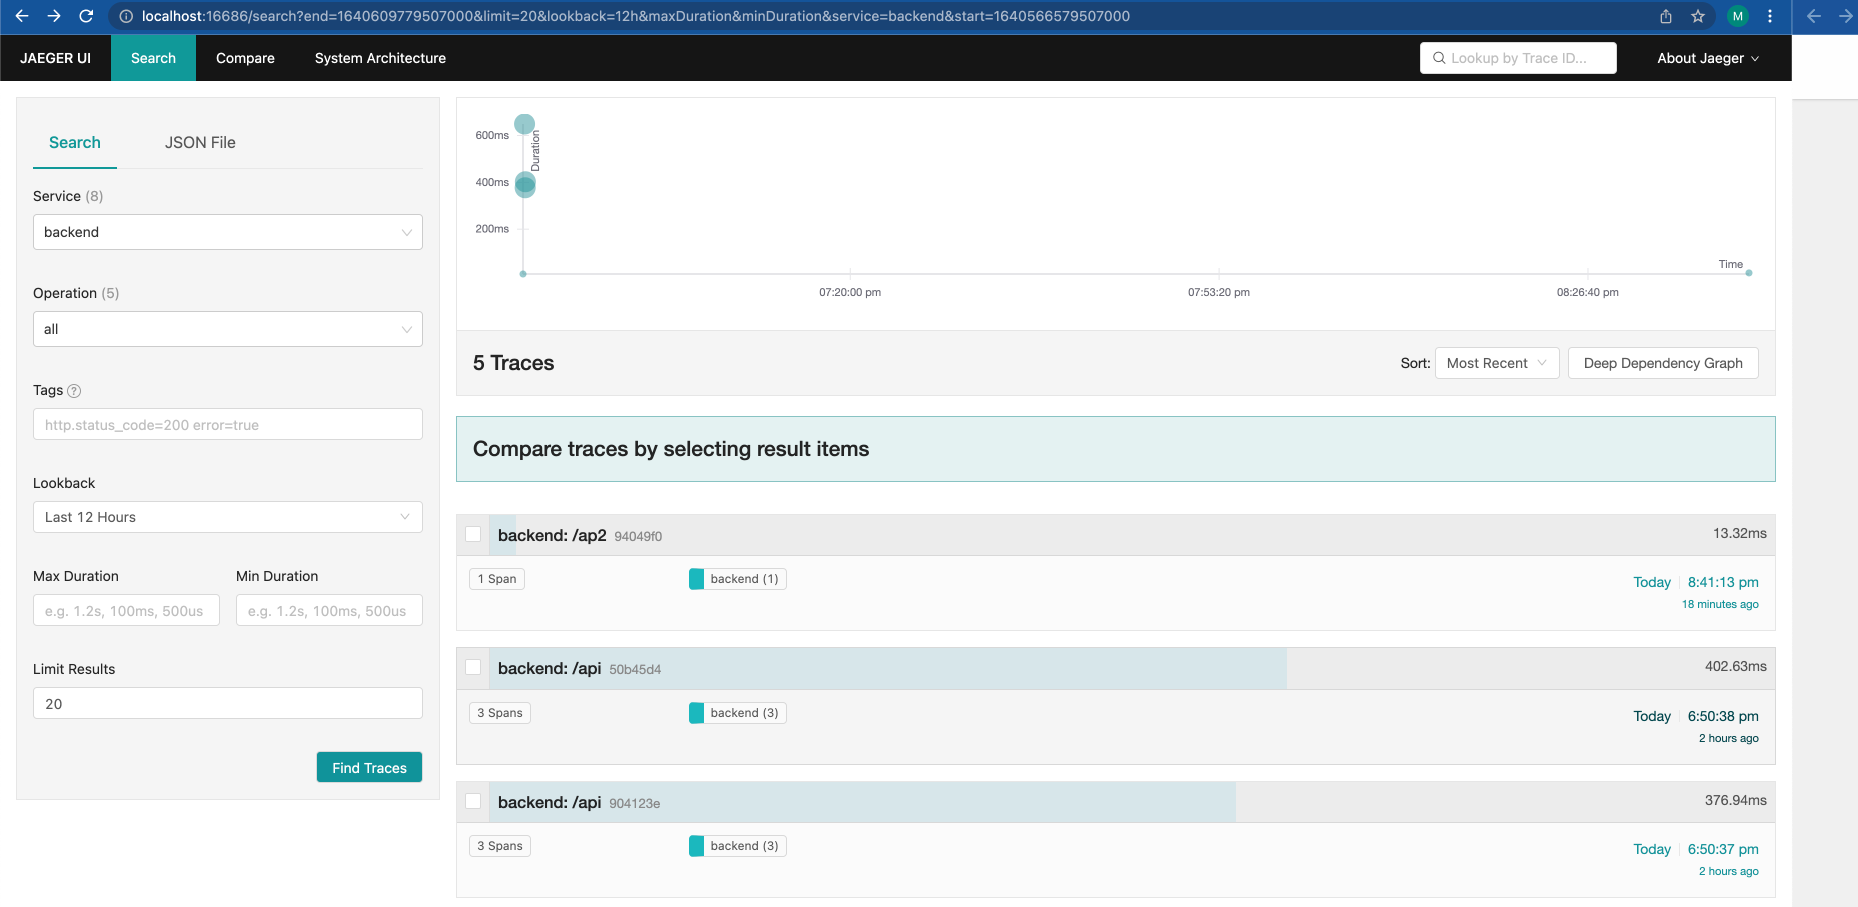 localhost:16686/search?end=1640609779507000&limit=20&lookback=12h&maxDuration&minDuration&service=backend&start=1640566579507000
M
JAEGER UI Search Compare System Architecture Lookup by Trace ID... About Jaeger
Search JSON File
Service (8)
backend
Operation (5)
all
Tags ?
http.status_code=200 error=true
Lookback
Last 12 Hours
Max Duration Min Duration
e.g. 1.2s, 100ms, 500us e.g. 1.2s, 100ms, 500us
Limit Results
20
Find Traces
600ms
400ms
200ms
Duration
Time
07:20:00 pm 07:53:20 pm 08:26:40 pm
5 Traces Sort: Most Recent Deep Dependency Graph
Compare traces by selecting result items
backend: /ap2 94049f0 13.32ms
1 Span backend (1) Today 8:41:13 pm
18 minutes ago
backend: /api 50b45d4 402.63ms
3 Spans backend (3) Today 6:50:38 pm
2 hours ago
backend: /api 904123e 376.94ms
3 Spans backend (3) Today 6:50:37 pm
2 hours ago